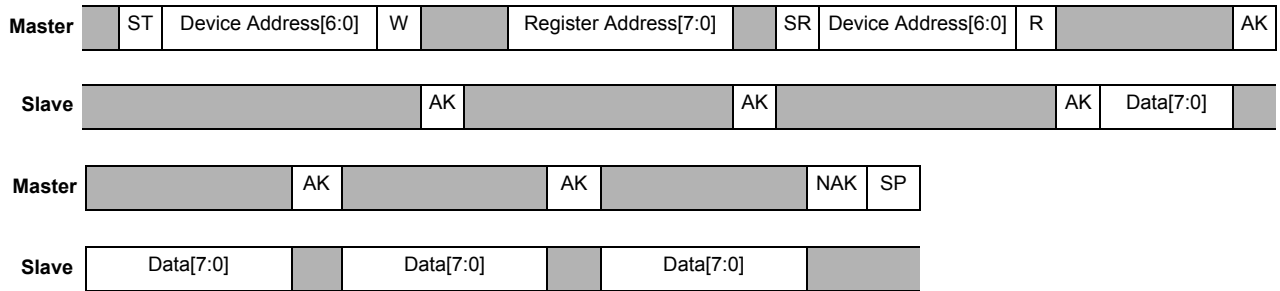 Master ST Device Address[6:0] W Register Address[7:0] SR Device Address[6:0] R AK
Slave AK AK AK Data[7:0]
Master AK AK NAK SP
Slave Data[7:0] Data[7:0] Data[7:0]